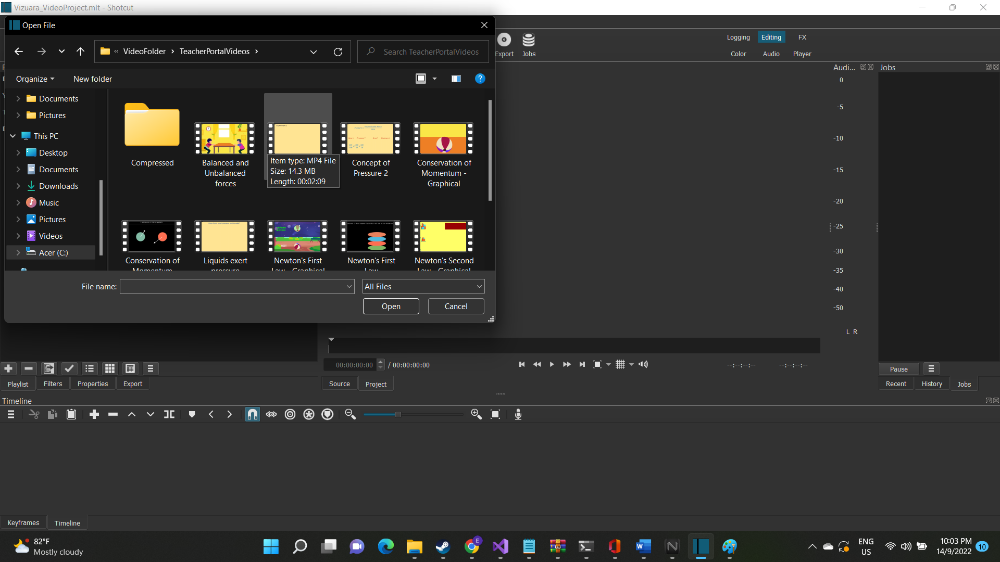 Vizuara_VideoProject.mlt - Shotcut
Open File
« VideoFolder > TeacherPortalVideos >
Search TeacherPortalVideos
Organize
New folder
Documents
Pictures
This PC
Desktop
Documents
Downloads
Music
Pictures
Videos
Acer (C:)
Compressed
Balanced and
Unbalanced
forces
Experiment 1
Item type: MP4 File
Size: 14.3 MB
Length: 00:02:09
Concept of
Pressure 2
Conservation of
Momentum -
Graphical
Conservation of
Momentum
Liquids exert
pressure
Newton's First
Law - Graphical
Newton's First
Law
Newton's Second
Law - Graphical
File name:
All Files
Open
Cancel
Export
Jobs
Logging
Editing
FX
Color
Audio
Player
Audi...
Jobs
0
-5
-10
-15
-20
-25
-30
-35
-40
-50
L R
00:00:00:00 / 00:00:00:00
--:--:--:--
--:--:--:--
Pause
Playlist
Filters
Properties
Export
Source
Project
Recent
History
Jobs
Timeline
Keyframes
Timeline
82°F
Mostly cloudy
E
ENG
US
10:03 PM
14/9/2022
10